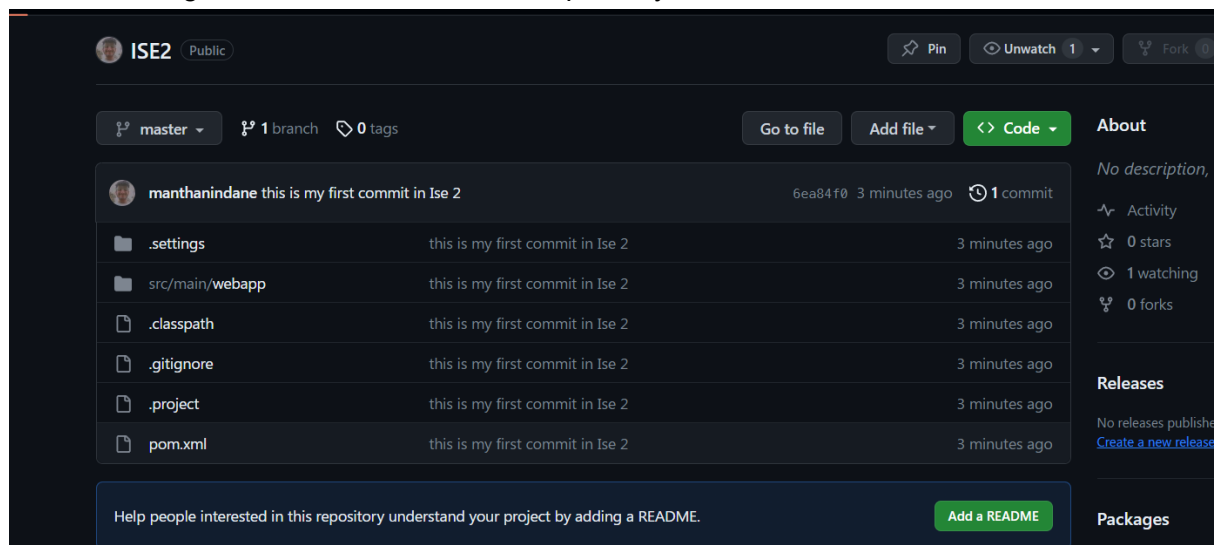 ISE2 Public
Pin Unwatch 1 Fork 0
master 1 branch 0 tags Go to file Add file <> Code
About
No description,
manthanindane this is my first commit in Ise 2 6ea84f0 3 minutes ago 1 commit
Activity
.settings this is my first commit in Ise 2 3 minutes ago
0 stars
src/main/webapp this is my first commit in Ise 2 3 minutes ago
1 watching
0 forks
.classpath this is my first commit in Ise 2 3 minutes ago
.gitignore this is my first commit in Ise 2 3 minutes ago
Releases
.project this is my first commit in Ise 2 3 minutes ago
No releases publishe
Create a new release
pom.xml this is my first commit in Ise 2 3 minutes ago
Help people interested in this repository understand your project by adding a README. Add a README
Packages